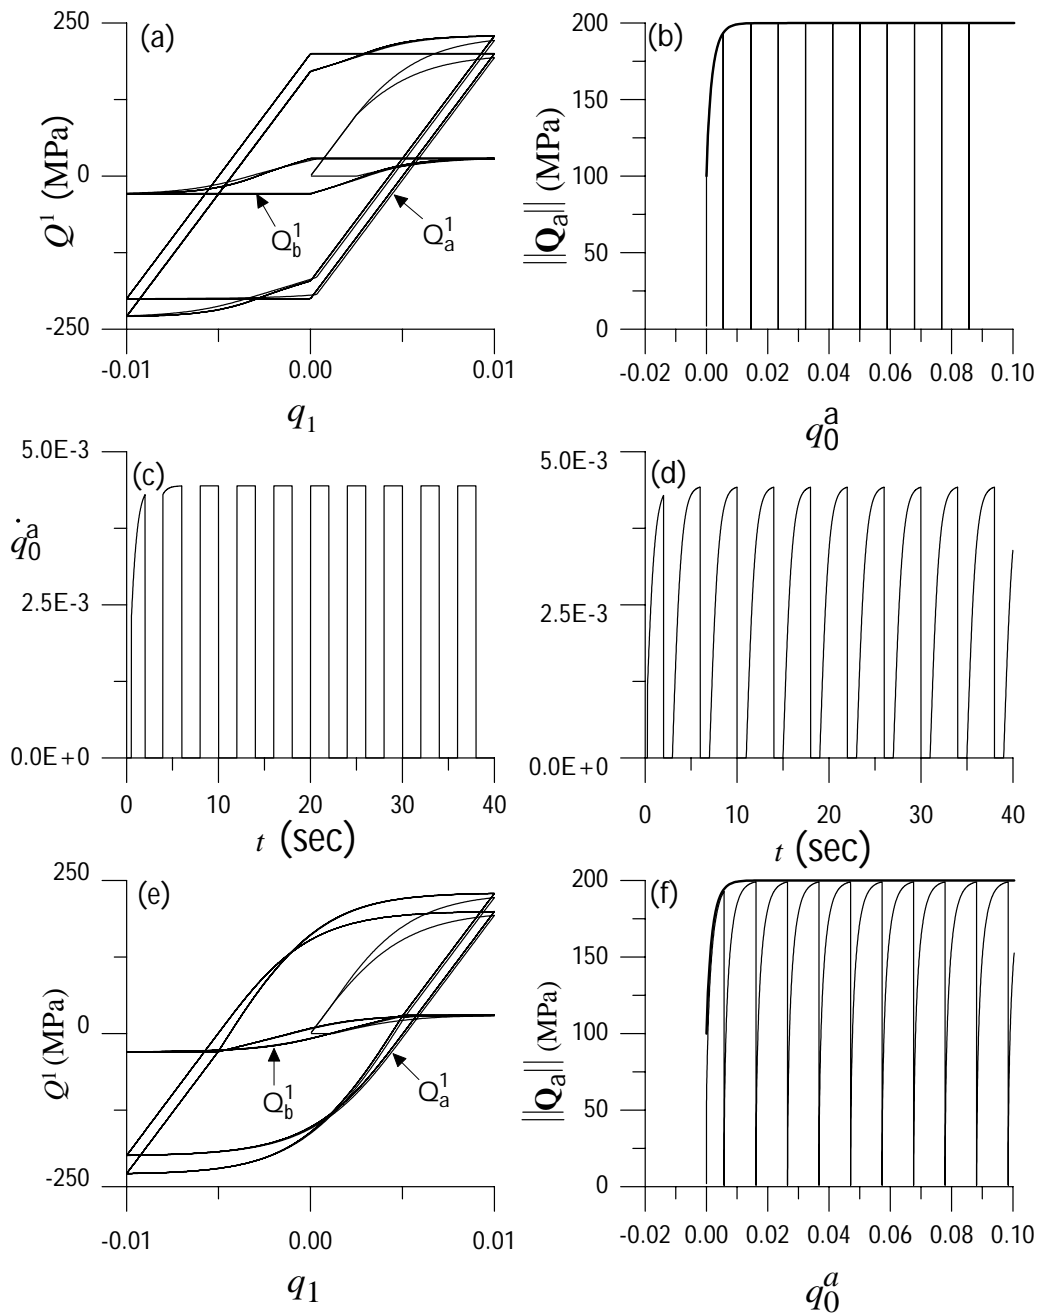 250
(a)
Q¹ (MPa)
0
Q_b^1
Q_a^1
-250
-0.01 0.00 0.01
q₁
200
(b)
150
||Q_a|| (MPa)
100
50
0
-0.02 0.00 0.02 0.04 0.06 0.08 0.10
q_0^a
5.0E-3
(c)
q̇_0^a
2.5E-3
0.0E+0
0 10 20 30 40
t (sec)
5.0E-3
(d)
2.5E-3
0.0E+0
0 10 20 30 40
t (sec)
250
(e)
Q¹ (MPa)
0
Q_b^1
Q_a^1
-250
-0.01 0.00 0.01
q₁
200
(f)
150
||Q_a|| (MPa)
100
50
0
-0.02 0.00 0.02 0.04 0.06 0.08 0.10
q_0^a